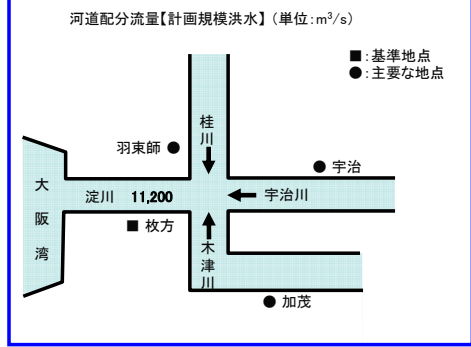 河道配分流量【計画規模洪水】(単位:m³/s)
■:基準地点
●:主要な地点
桂川
羽束師 ●
● 宇治
大阪湾
淀川 11,200
宇治川
■ 枚方
木津川
● 加茂